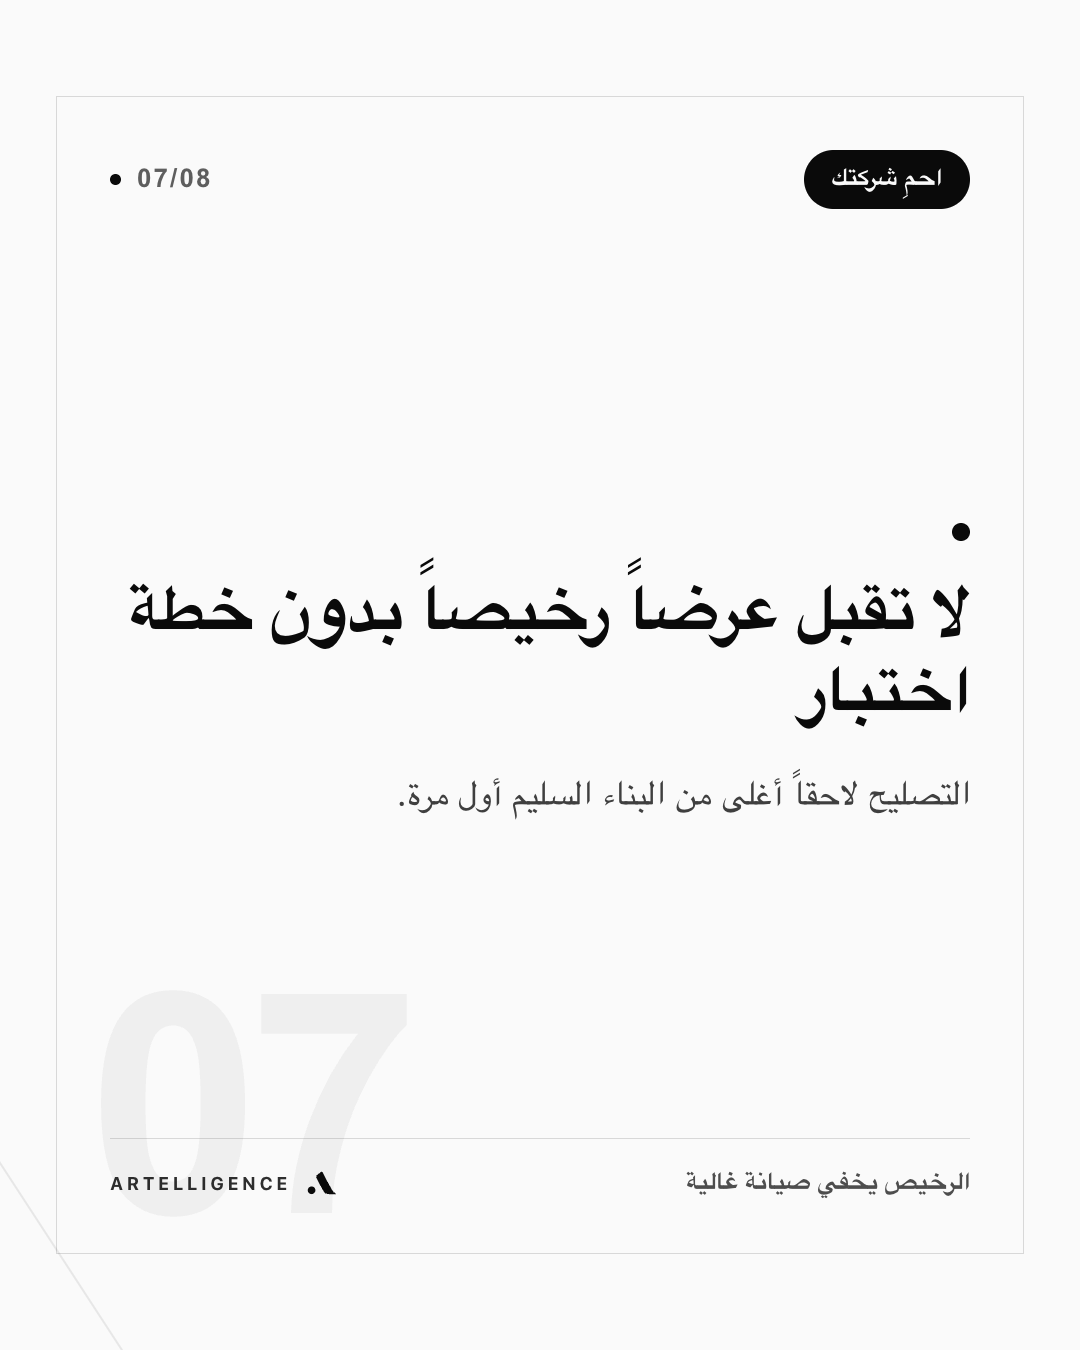 احمِ شركتك
07/08
لا تقبل عرضاً رخيصاً بدون خطة
اختبار
التصليح لاحقاً أغلى من البناء السليم أول مرة.
07
الرخيص يخفي صيانة غالية
ARTELLIGENCE